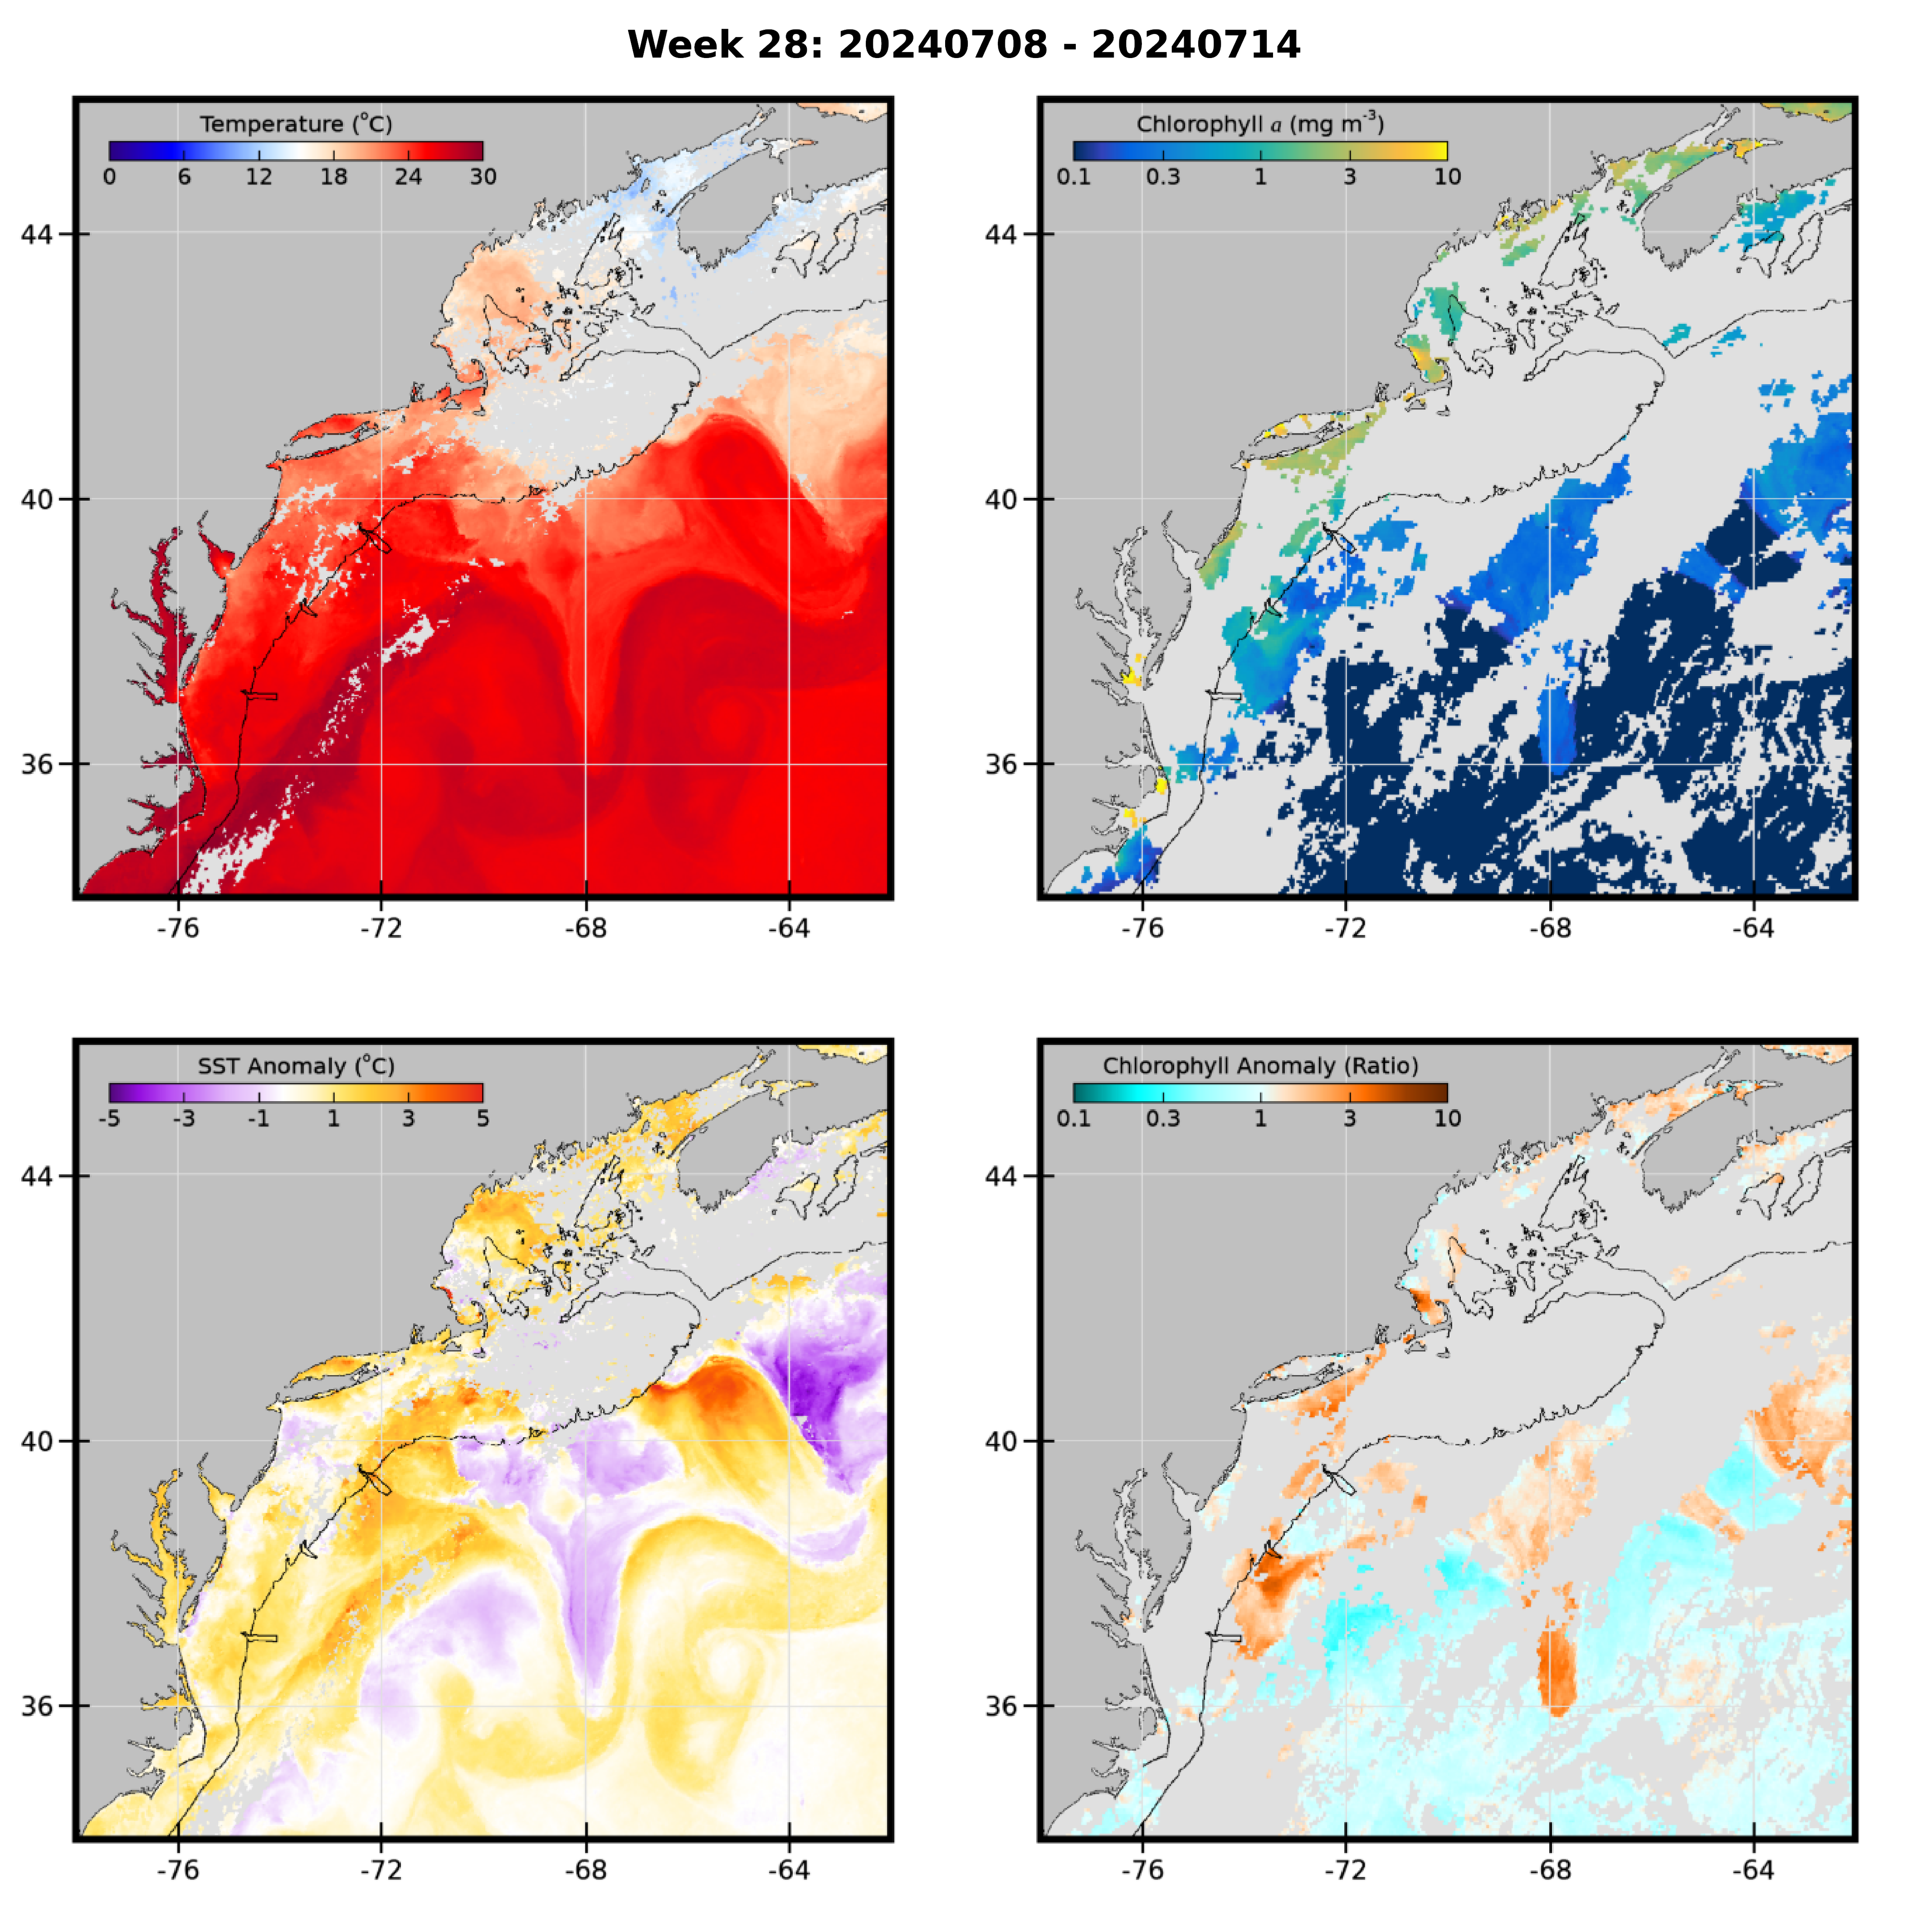 Week 28: 20240708 - 20240714
Temperature (°C)
0 6 12 18 24 30
44
40
36
-76 -72 -68 -64
Chlorophyll a (mg m-3)
0.1 0.3 1 3 10
44
40
36
-76 -72 -68 -64
SST Anomaly (°C)
-5 -3 -1 1 3 5
44
40
36
-76 -72 -68 -64
Chlorophyll Anomaly (Ratio)
0.1 0.3 1 3 10
44
40
36
-76 -72 -68 -64